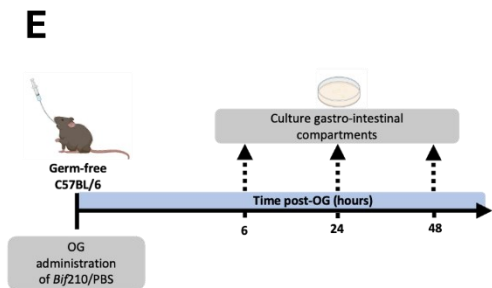 E
Culture gastro-intestinal
compartments
Germ-free
C57BL/6
Time post-OG (hours)
6 24 48
OG
administration
of Bif210/PBS